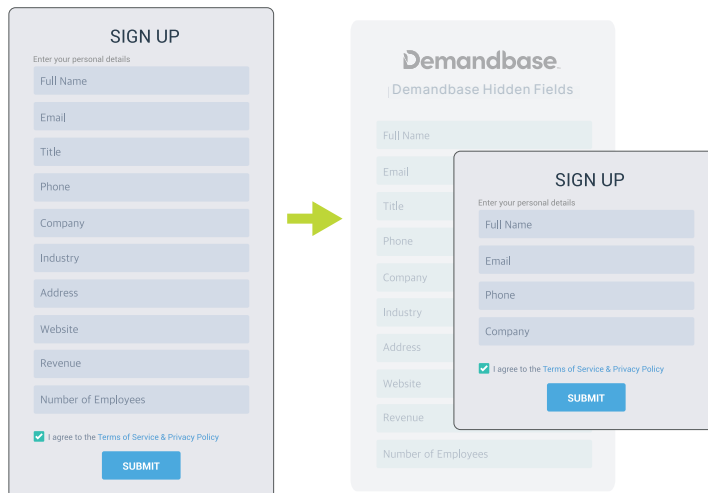 SIGN UP
Enter your personal details
Full Name
Email
Title
Phone
Company
Industry
Address
Website
Revenue
Number of Employees
I agree to the Terms of Service & Privacy Policy
SUBMIT
Demandbase
Demandbase Hidden Fields
Full Name
Email
Title
Phone
Company
Industry
Address
Website
Revenue
Number of Employees
SIGN UP
Enter your personal details
Full Name
Email
Phone
Company
I agree to the Terms of Service & Privacy Policy
SUBMIT